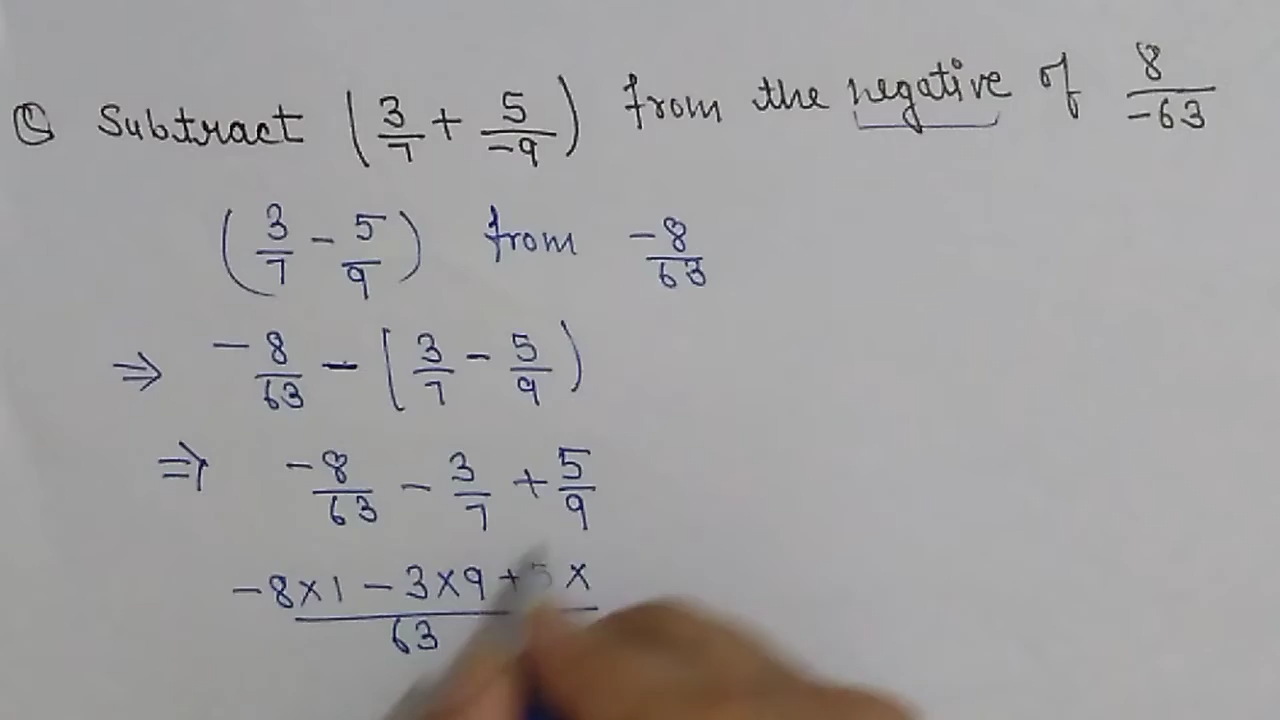 Q Subtract (3/7 + 5/-9) from the negative of 8/-63
(3/7 - 5/9) from -8/63
⇒ -8/63 - (3/7 - 5/9)
⇒ -8/63 - 3/7 + 5/9
-8×1 - 3×9 + 5× / 63